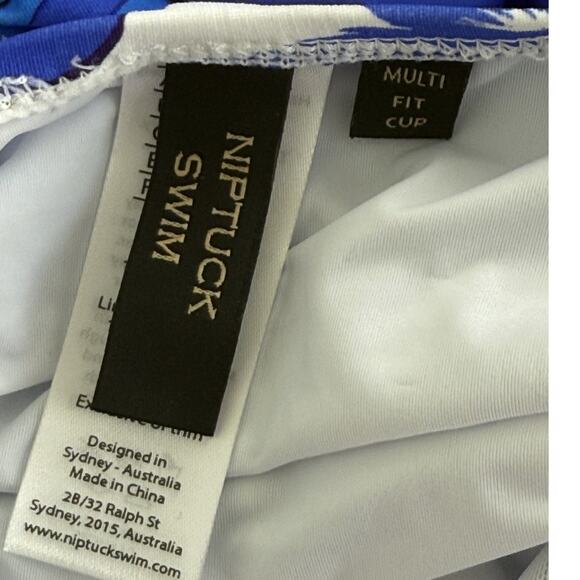 MULTI
FIT
CUP
NIPTUCK
SWIM
Designed in
Sydney - Australia
Made in China
2B/32 Ralph St
Sydney, 2015, Australia
www.niptuckswim.com